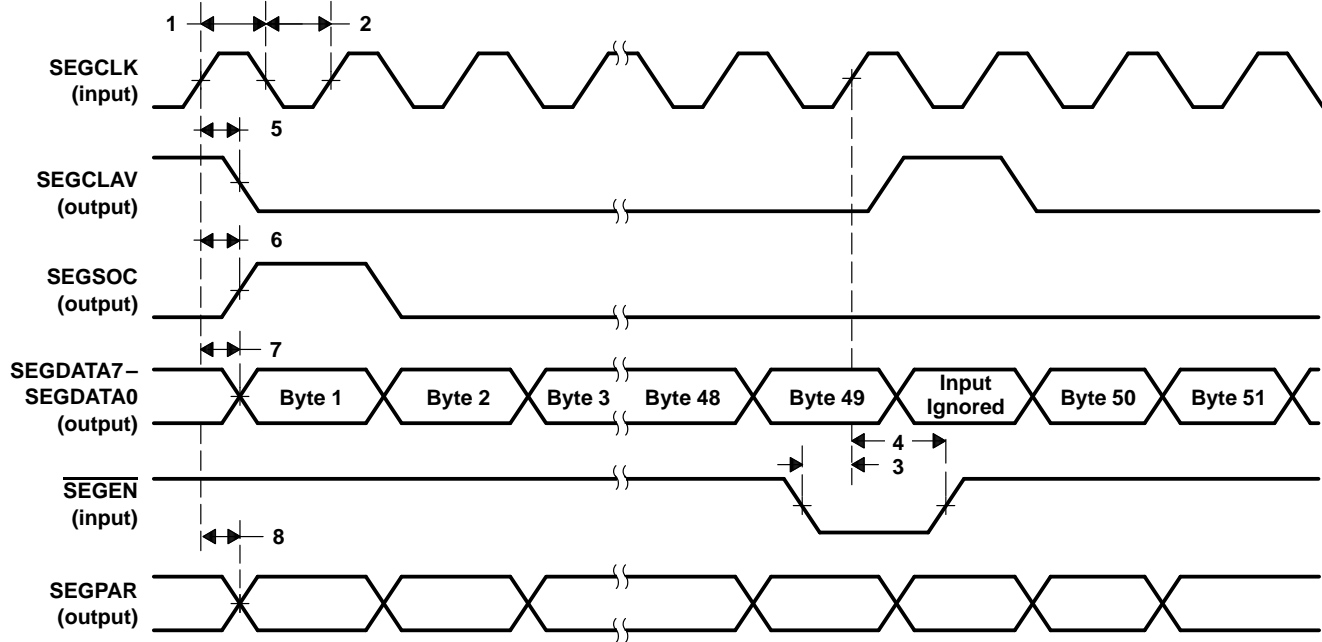 1
2
SEGCLK
(input)
5
SEGCLAV
(output)
6
SEGSOC
(output)
7
SEGDATA7–
SEGDATA0
(output)
Byte 1
Byte 2
Byte 3
Byte 48
Byte 49
Input
Ignored
Byte 50
Byte 51
4
3
SEGEN
(input)
8
SEGPAR
(output)